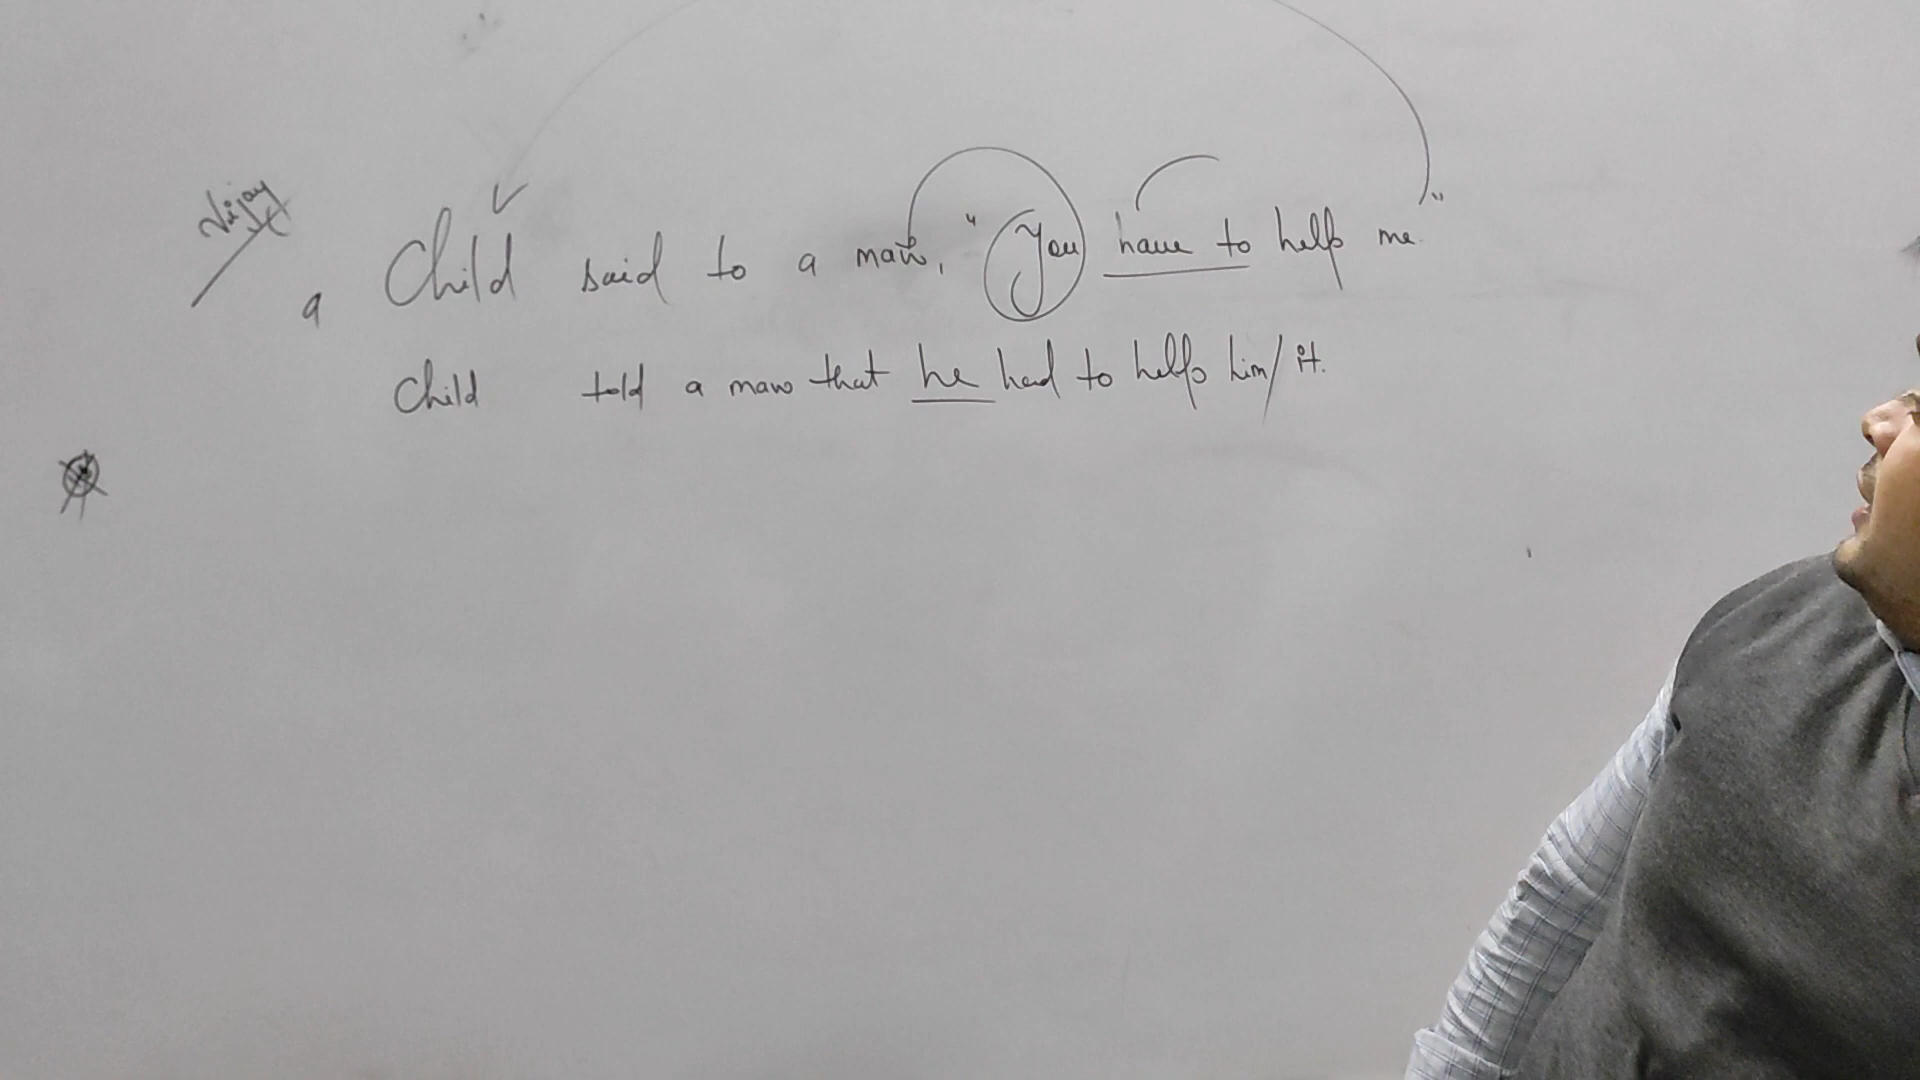 Vijay
a Child said to a man, "You have to help me."
Child told a man that he had to help him/it.